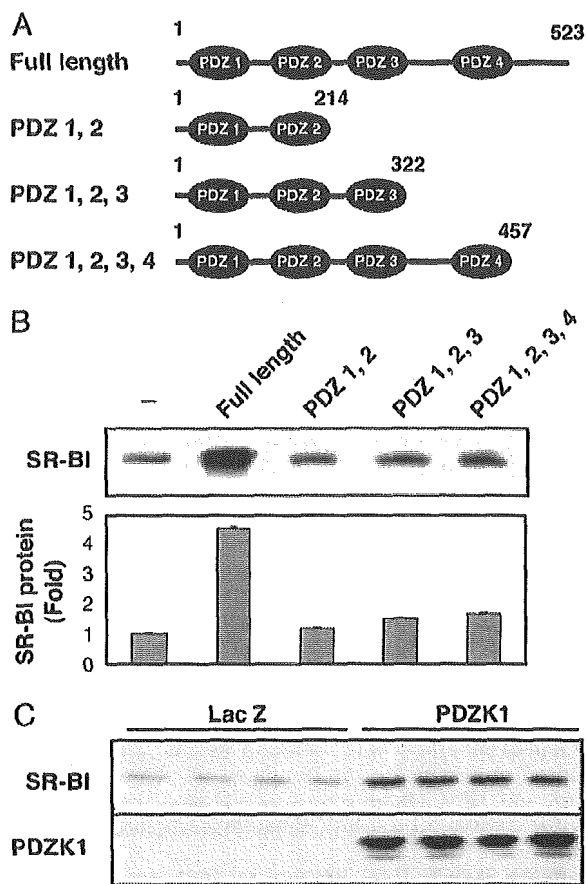 A
1
523
Full length
PDZ 1
PDZ 2
PDZ 3
PDZ 4
1
214
PDZ 1, 2
PDZ 1
PDZ 2
1
322
PDZ 1, 2, 3
PDZ 1
PDZ 2
PDZ 3
1
457
PDZ 1, 2, 3, 4
PDZ 1
PDZ 2
PDZ 3
PDZ 4
B
–
Full length
PDZ 1, 2
PDZ 1, 2, 3
PDZ 1, 2, 3, 4
SR-BI
SR-BI protein
(Fold)
5
4
3
2
1
0
C
Lac Z
PDZK1
SR-BI
PDZK1